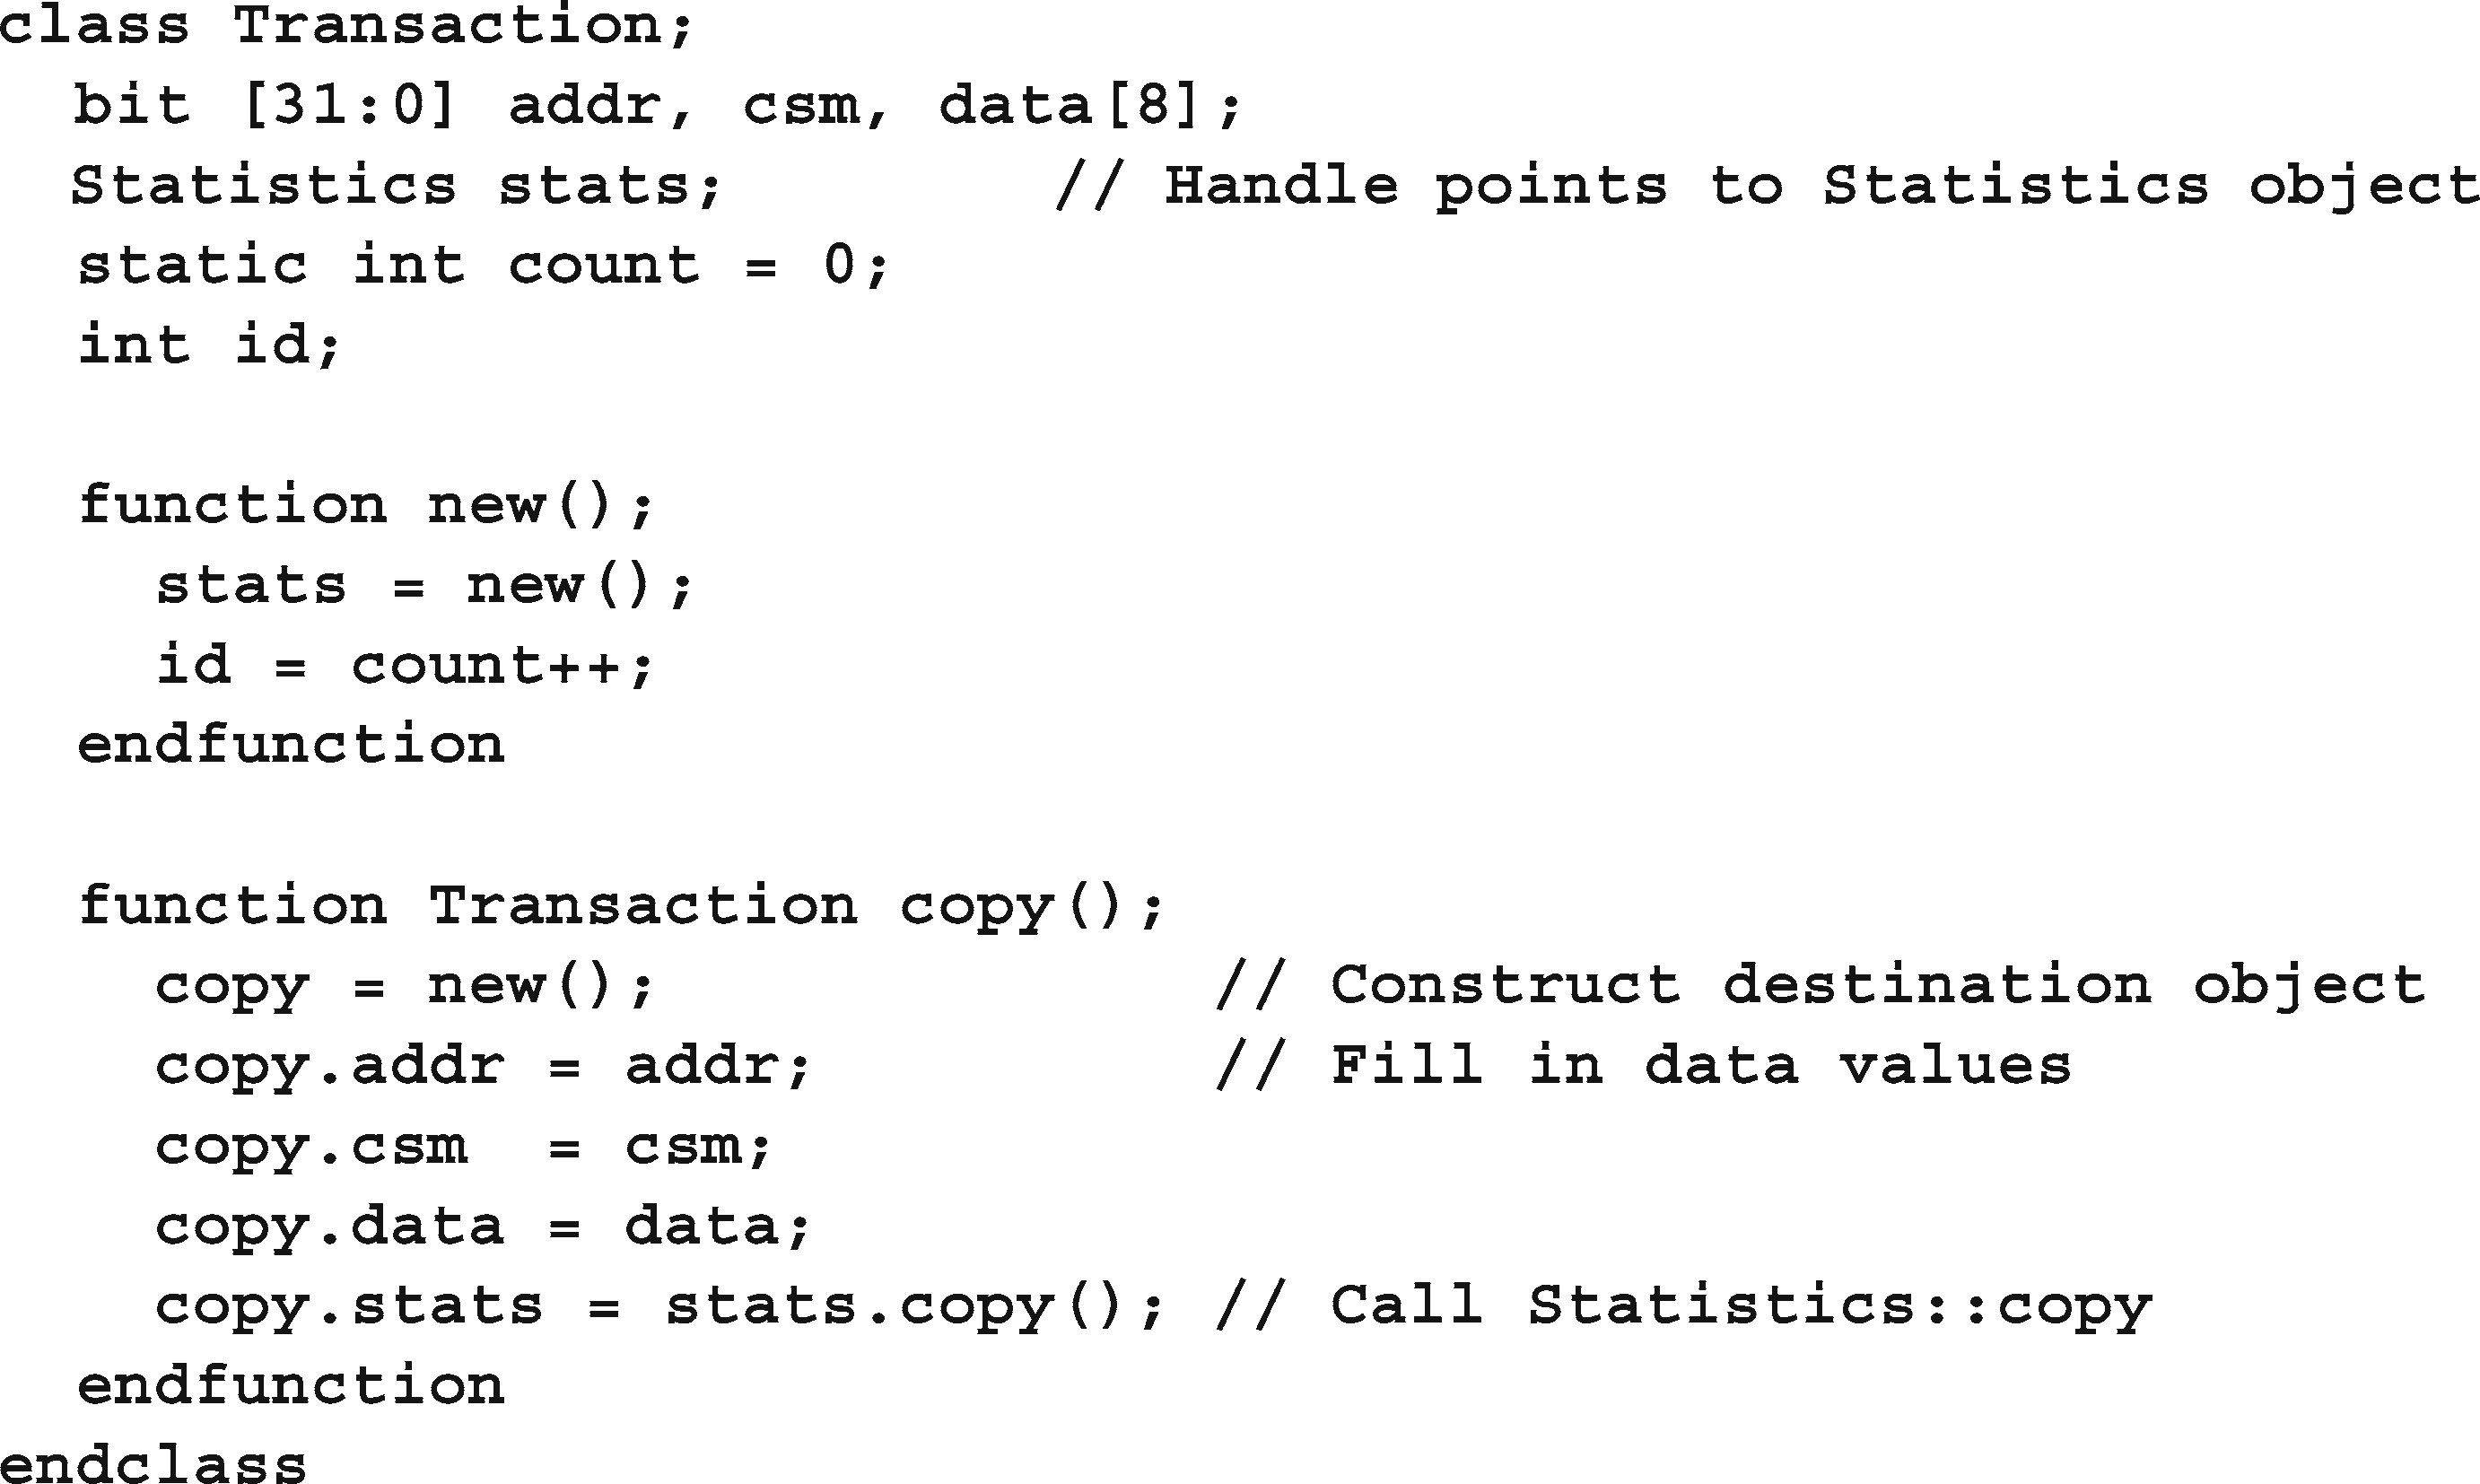 class Transaction;
  bit [31:0] addr, csm, data[8];
  Statistics stats;         // Handle points to Statistics object
  static int count = 0;
  int id;

  function new();
    stats = new();
    id = count++;
  endfunction

  function Transaction copy();
    copy = new();              // Construct destination object
    copy.addr = addr;          // Fill in data values
    copy.csm  = csm;
    copy.data = data;
    copy.stats = stats.copy(); // Call Statistics::copy
  endfunction
endclass